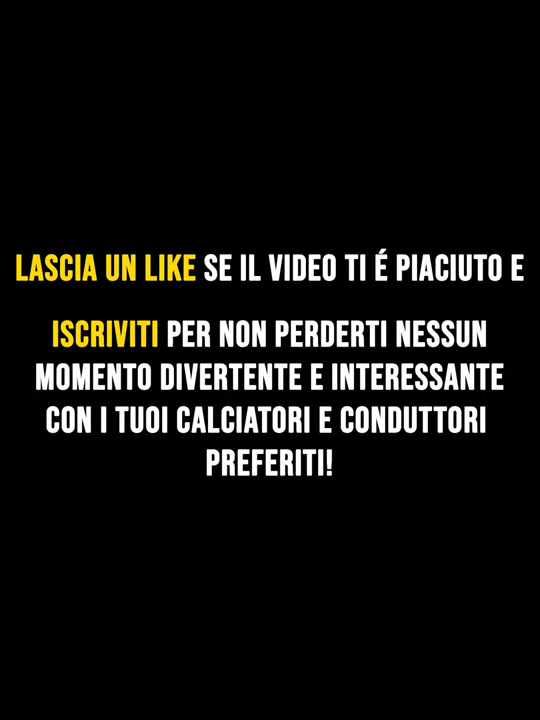 LASCIA UN LIKE SE IL VIDEO TI É PIACIUTO E
ISCRIVITI PER NON PERDERTI NESSUN
MOMENTO DIVERTENTE E INTERESSANTE
CON I TUOI CALCIATORI E CONDUTTORI
PREFERITI!